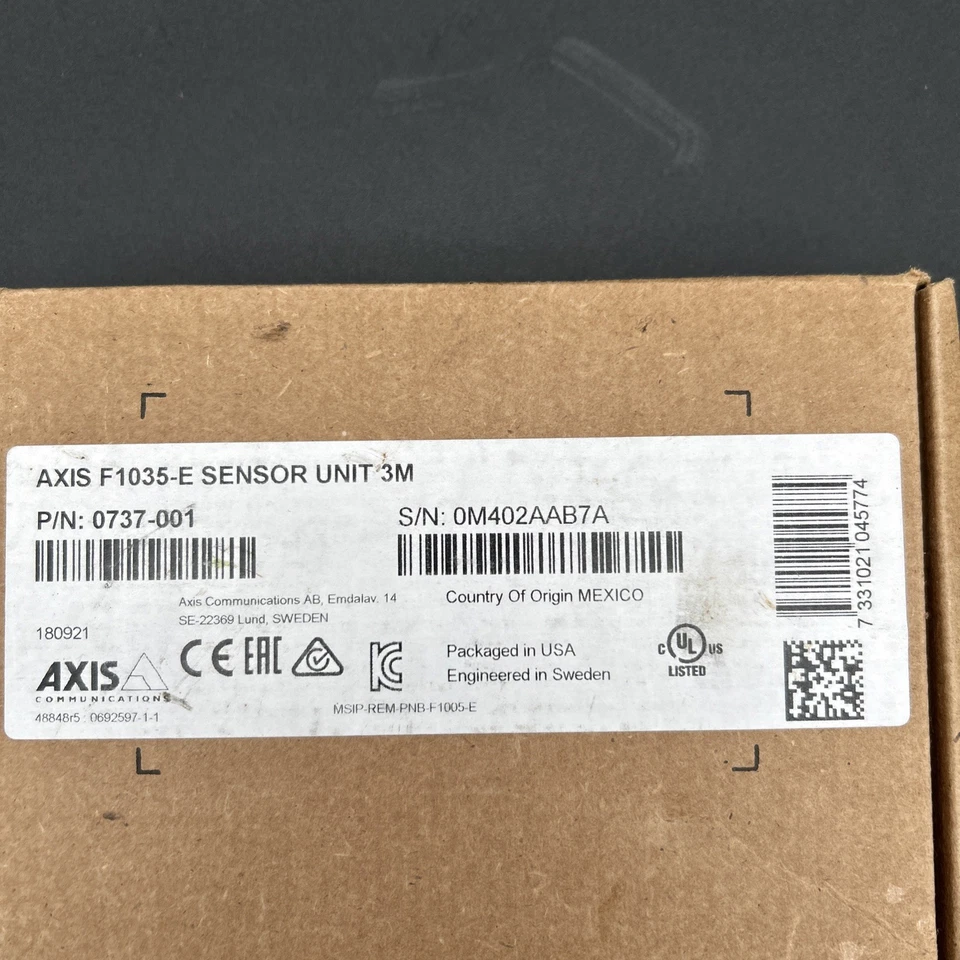 AXIS F1035-E SENSOR UNIT 3M
P/N: 0737-001
S/N: 0M402AAB7A
7 331021 045774
Axis Communications AB, Emdalav. 14
SE-22369 Lund, SWEDEN
Country Of Origin MEXICO
180921
AXIS
COMMUNICATIONS
CE EAC
Packaged in USA
Engineered in Sweden
C UL US
LISTED
48848r5 : 0692597-1-1
MSIP-REM-PNB-F1005-E